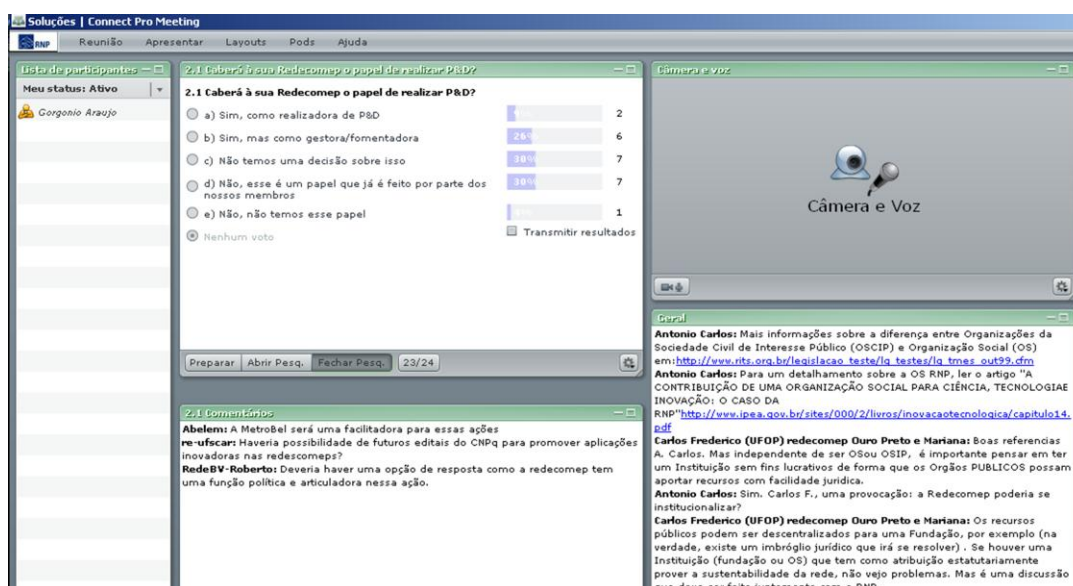 Soluções | Connect Pro Meeting
RNP Reunião Apresentar Layouts Pods Ajuda
Lista de participantes
Meu status: Ativo
Gorgonio Araujo
2.1 Caberá à sua Redecomep o papel de realizar P&D?
2.1 Caberá à sua Redecomep o papel de realizar P&D?
a) Sim, como realizadora de P&D 2
b) Sim, mas como gestora/fomentadora 26% 6
c) Não temos uma decisão sobre isso 30% 7
d) Não, esse é um papel que já é feito por parte dos
nossos membros 30% 7
e) Não, não temos esse papel 1
Nenhum voto
Transmitir resultados
Preparar Abrir Pesq. Fechar Pesq. 23/24
2.1 Comentários
Abelem: A MetroBel será uma facilitadora para essas ações
re-ufscar: Haveria possibilidade de futuros editais do CNPq para promover aplicações
inovadoras nas redescomeps?
RedeBV-Roberto: Deveria haver uma opção de resposta como a redecomep tem
uma função política e articuladora nessa ação.
Câmera e voz
Câmera e Voz
Geral
Antonio Carlos: Mais informações sobre a diferença entre Organizações da
Sociedade Civil de Interesse Público (OSCIP) e Organização Social (OS)
em:http://www.rits.org.br/legislacao_teste/lg_testes/lg_tmes_out99.cfm
Antonio Carlos: Para um detalhamento sobre a OS RNP, ler o artigo "A
CONTRIBUIÇÃO DE UMA ORGANIZAÇÃO SOCIAL PARA CIÊNCIA, TECNOLOGIAE
INOVAÇÃO: O CASO DA
RNP"http://www.ipea.gov.br/sites/000/2/livros/inovacaotecnologica/capitulo14.
pdf
Carlos Frederico (UFOP) redecomep Ouro Preto e Mariana: Boas referencias
A. Carlos. Mas independente de ser OSou OSIP, é importante pensar em ter
um Instituição sem fins lucrativos de forma que os Orgãos PUBLICOS possam
aportar recursos com facilidade juridica.
Antonio Carlos: Sim. Carlos F., uma provocação: a Redecomep poderia se
institucionalizar?
Carlos Frederico (UFOP) redecomep Ouro Preto e Mariana: Os recursos
públicos podem ser descentralizados para uma Fundação, por exemplo (na
verdade, existe um imbróglio jurídico que irá se resolver) . Se houver uma
Instituição (fundação ou OS) que tem como atribuição estatutariamente
prover a sustentabilidade da rede, não vejo problemas. Mas é uma discussão